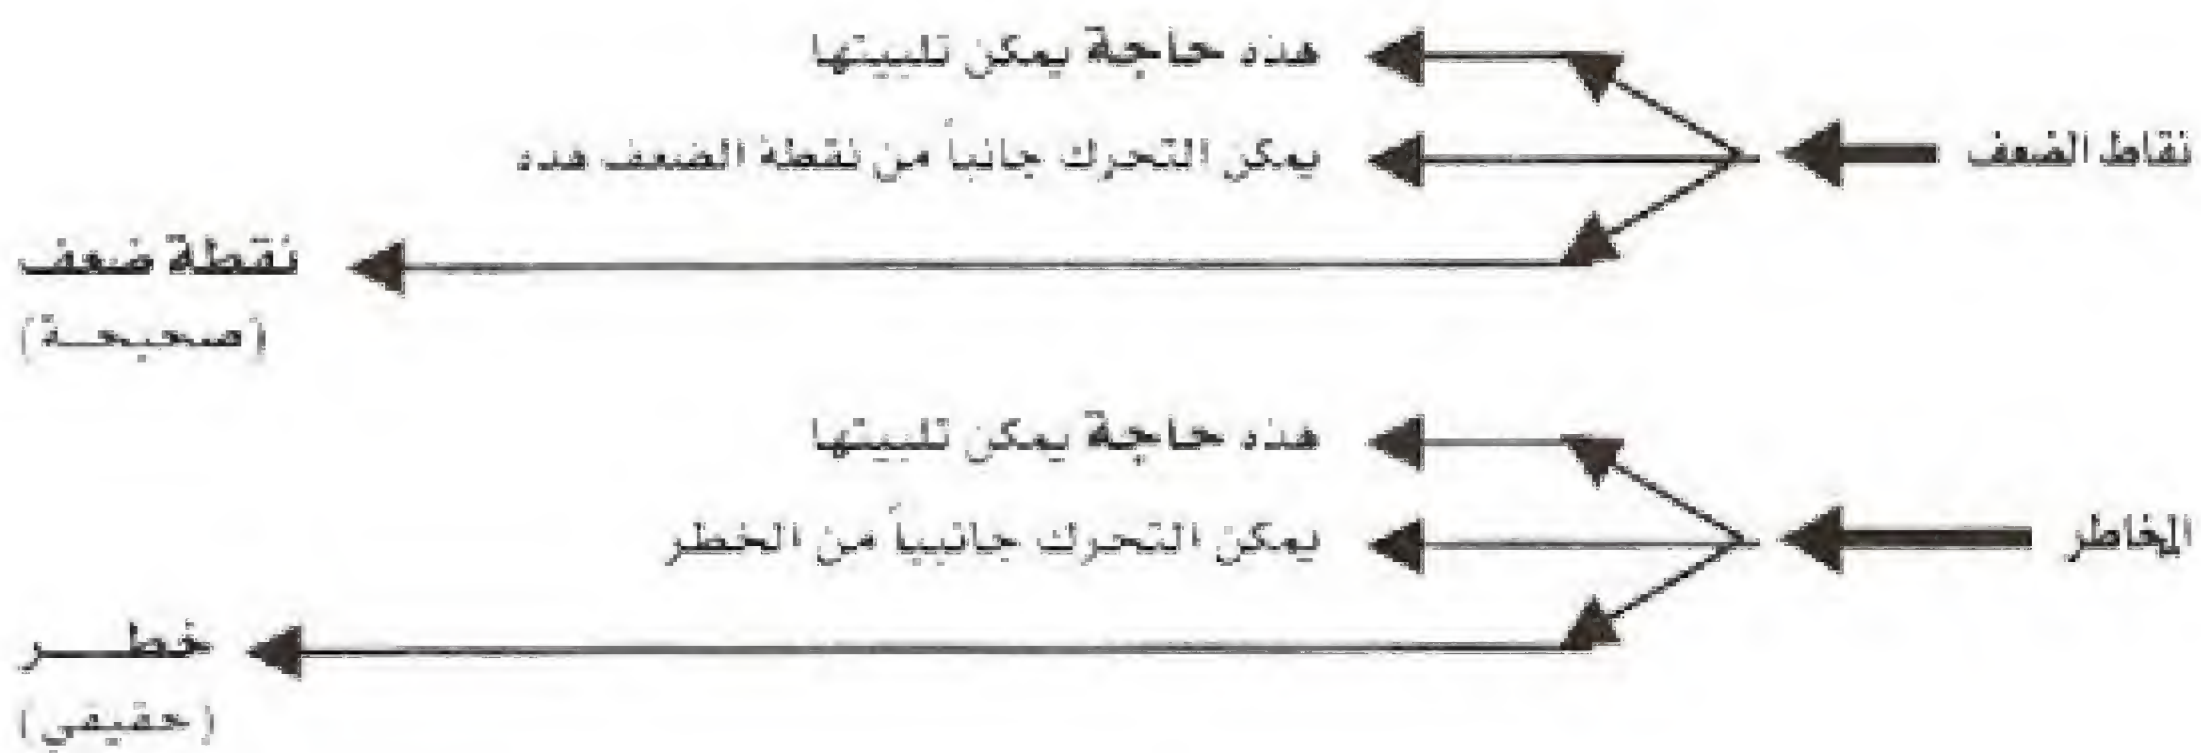 هذه حاجة يمكن تلبيتها
نقاط الضعف
يمكن التحرك جانباً من نقطة الضعف هذه
نقطة ضعف
(صحيحة)
هذه حاجة يمكن تلبيتها
المخاطر
يمكن التحرك جانبياً من الخطر
خطر
(حقيقي)